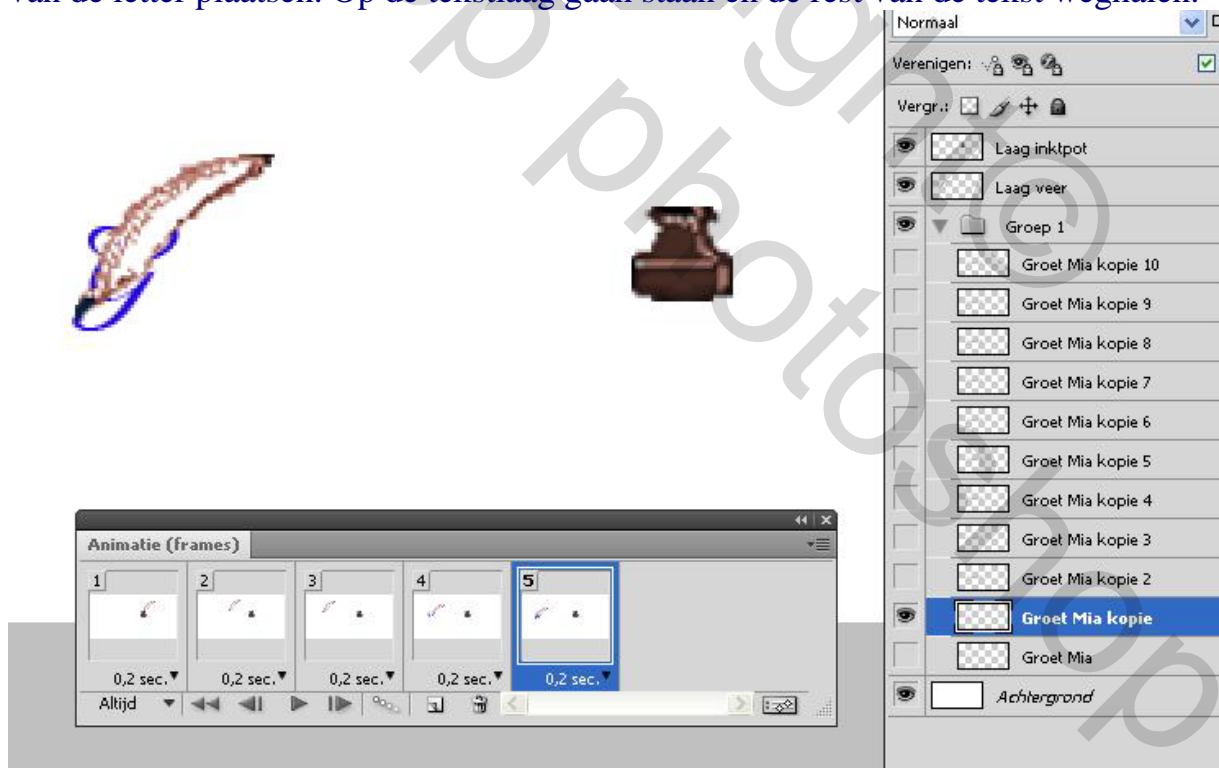 van de letter plaatsen. Op de tekstlaag gaan staan en de rest van de tekst weghalen.
Normaal
Verenigen:
Vergr.:
Laag inktpot
Laag veer
Groep 1
Groet Mia kopie 10
Groet Mia kopie 9
Groet Mia kopie 8
Groet Mia kopie 7
Groet Mia kopie 6
Groet Mia kopie 5
Groet Mia kopie 4
Groet Mia kopie 3
Groet Mia kopie 2
Groet Mia kopie
Groet Mia
Achtergrond
Animatie (frames)
1 2 3 4 5
0,2 sec. 0,2 sec. 0,2 sec. 0,2 sec. 0,2 sec.
Altijd
photoshop